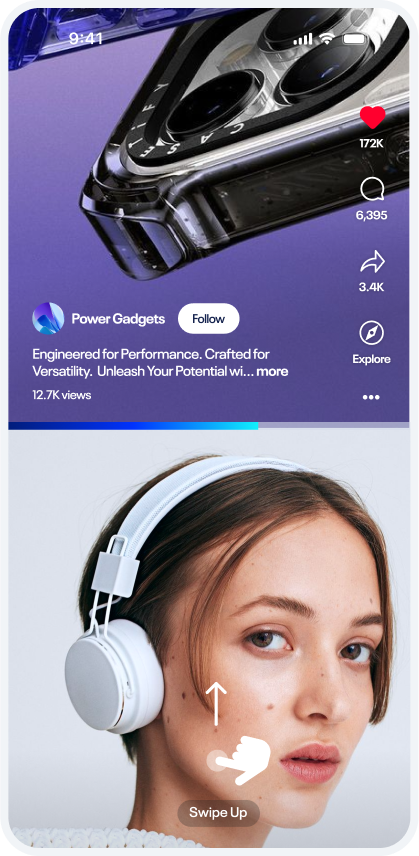 9:41
CASETIFY
172K
6,395
3.4K
Power Gadgets
Follow
Explore
Engineered for Performance. Crafted for
Versatility. Unleash Your Potential wi... more
12.7K views
Swipe Up